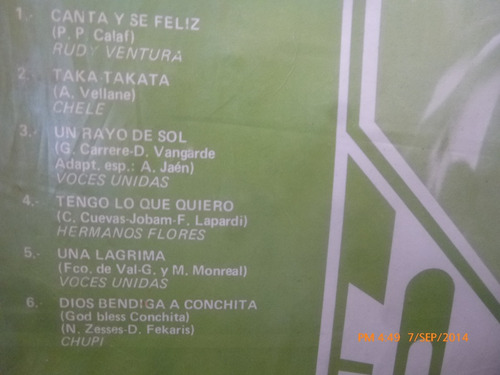 1.- CANTA Y SE FELIZ
(P. P. Calaf)
RUDY VENTURA
2.- TAKA TAKATA
(A. Vellane)
CHELE
3.- UN RAYO DE SOL
(G. Carrere-D. Vangarde
Adapt. esp.: A. Jaén)
VOCES UNIDAS
4.- TENGO LO QUE QUIERO
(C. Cuevas-Jobam-F. Lapardi)
HERMANOS FLORES
5.- UNA LAGRIMA
(Fco. de Val-G. y M. Monreal)
VOCES UNIDAS
6.- DIOS BENDIGA A CONCHITA
(God bless Conchita)
(N. Zesses-D. Fekaris)
CHUPI
PM 4:49 7/SEP/2014